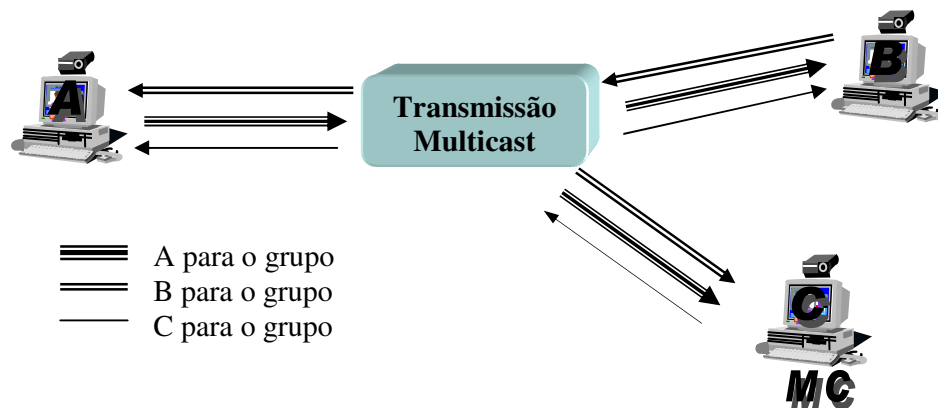 A
B
Transmissão
Multicast
A para o grupo
B para o grupo
C para o grupo
C
MC